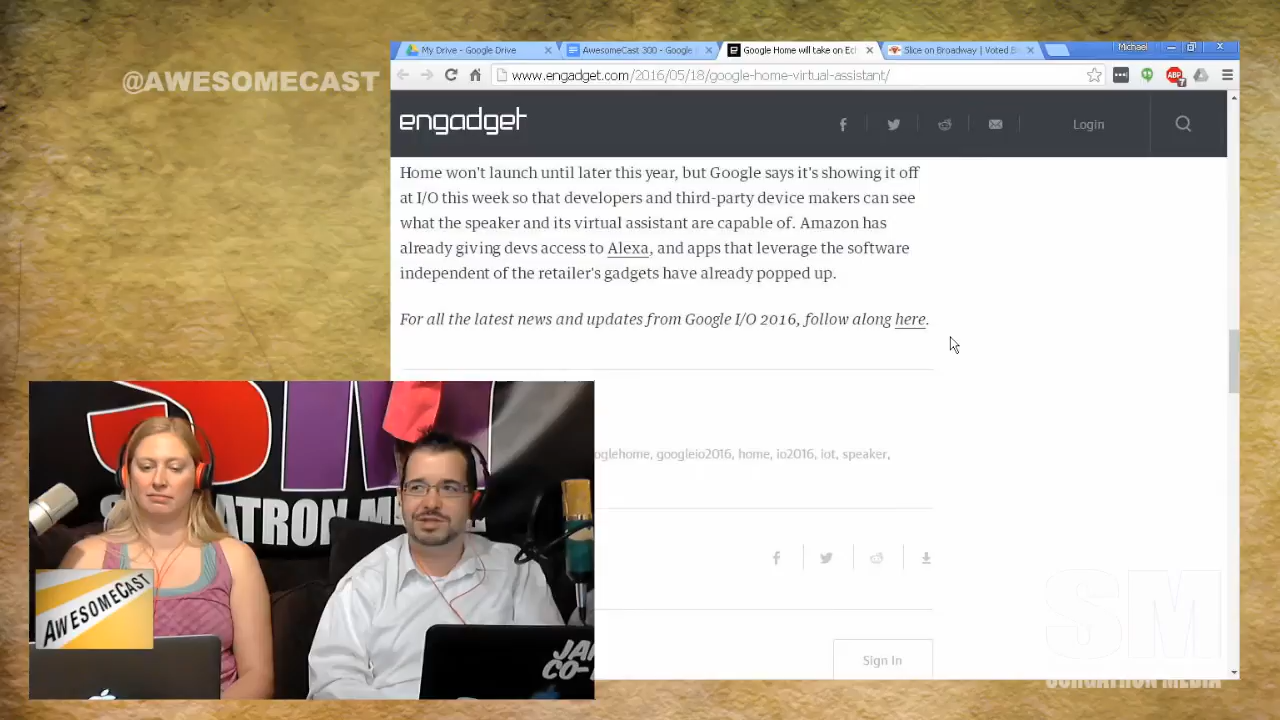 @AWESOMECAST
My Drive - Google Drive
AwesomeCast 300 - Google
Google Home will take on Ec
Slice on Broadway | Voted B
Michael
www.engadget.com/2016/05/18/google-home-virtual-assistant/
ABP
7
engadget
Login
Home won't launch until later this year, but Google says it's showing it off
at I/O this week so that developers and third-party device makers can see
what the speaker and its virtual assistant are capable of. Amazon has
already giving devs access to Alexa, and apps that leverage the software
independent of the retailer's gadgets have already popped up.
For all the latest news and updates from Google I/O 2016, follow along here.
oglehome, googleio2016, home, io2016, iot, speaker,
Sign In
AWESOMECAST
SM
SORGATRON MEDIA